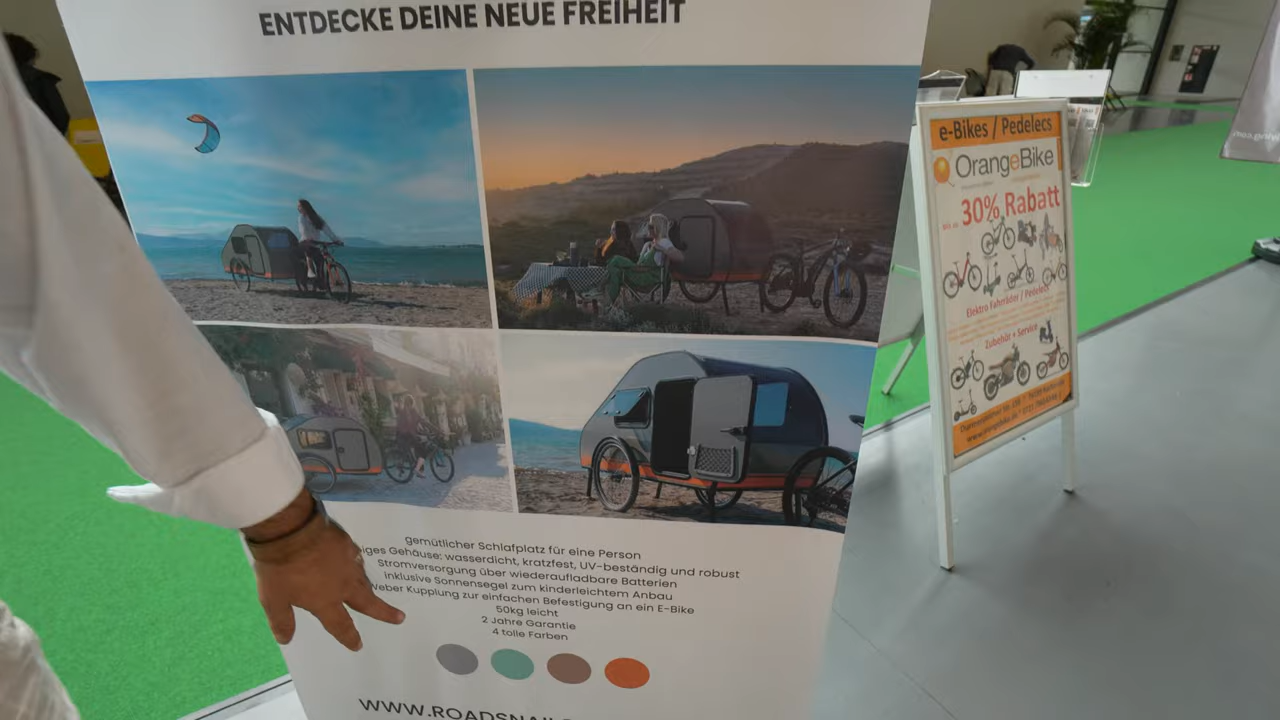 ENTDECKE DEINE NEUE FREIHEIT
gemütlicher Schlafplatz für eine Person
iges Gehäuse: wasserdicht, kratzfest, UV-beständig und robust
Stromversorgung über wiederaufladbare Batterien
inklusive Sonnensegel zum kinderleichtem Anbau
Weber Kupplung zur einfachen Befestigung an ein E-Bike
50kg leicht
2 Jahre Garantie
4 tolle Farben
WWW.ROADSNAIL
e-Bikes / Pedelecs
OrangeBike
30% Rabatt
Elektro Fahrräder / Pedelecs
Zubehör + Service